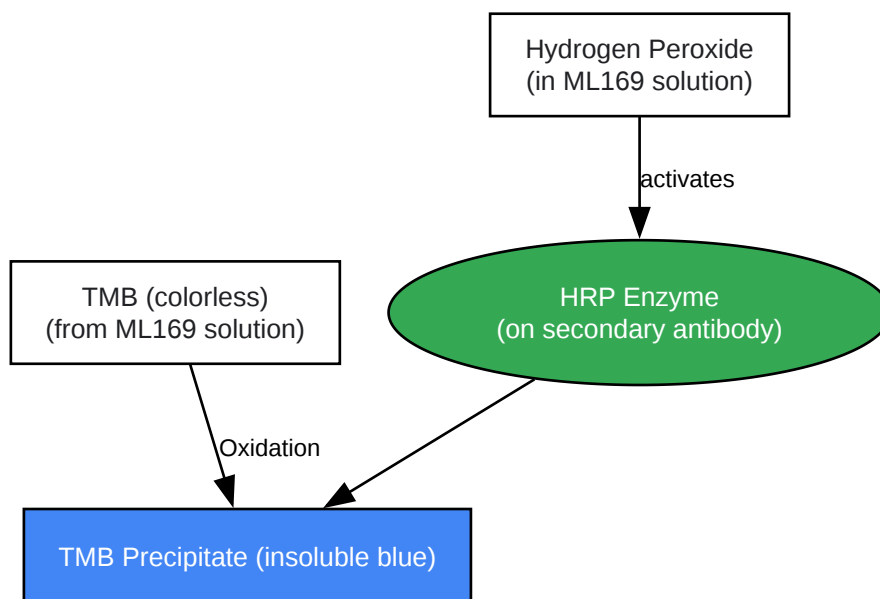 Hydrogen Peroxide
(in ML169 solution)
activates
TMB (colorless)
(from ML169 solution)
HRP Enzyme
(on secondary antibody)
Oxidation
TMB Precipitate (insoluble blue)